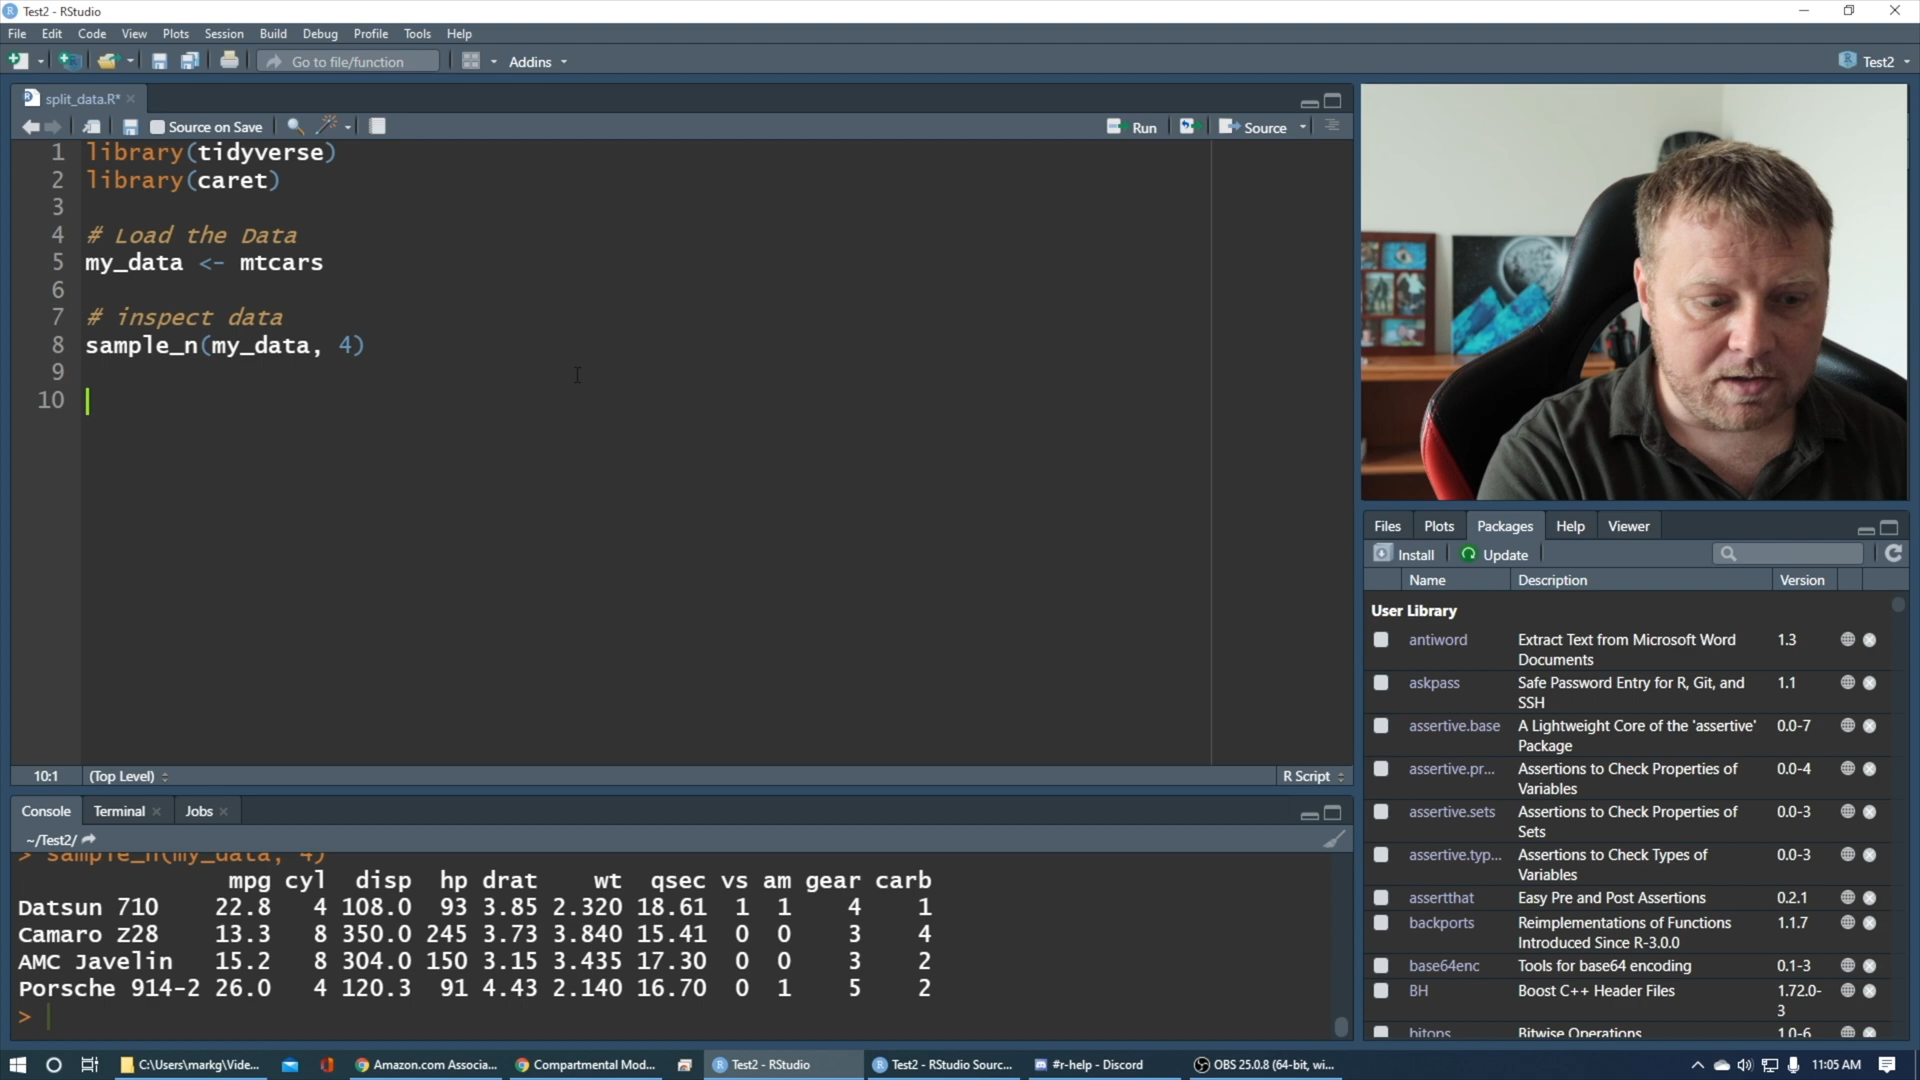 Test2 - RStudio
File Edit Code View Plots Session Build Debug Profile Tools Help
Go to file/function Addins Test2
split_data.R*
Source on Save Run Source
1 library(tidyverse)
2 library(caret)
3
4 # Load the Data
5 my_data <- mtcars
6
7 # inspect data
8 sample_n(my_data, 4)
9
10
10:1 (Top Level) R Script
Console Terminal Jobs
~/Test2/
> sample_n(my_data, 4)
mpg cyl disp hp drat wt qsec vs am gear carb
Datsun 710 22.8 4 108.0 93 3.85 2.320 18.61 1 1 4 1
Camaro Z28 13.3 8 350.0 245 3.73 3.840 15.41 0 0 3 4
AMC Javelin 15.2 8 304.0 150 3.15 3.435 17.30 0 0 3 2
Porsche 914-2 26.0 4 120.3 91 4.43 2.140 16.70 0 1 5 2
>
Files Plots Packages Help Viewer
Install Update
Name Description Version
User Library
antiword Extract Text from Microsoft Word 1.3
Documents
askpass Safe Password Entry for R, Git, and 1.1
SSH
assertive.base A Lightweight Core of the 'assertive' 0.0-7
Package
assertive.pr... Assertions to Check Properties of 0.0-4
Variables
assertive.sets Assertions to Check Properties of 0.0-3
Sets
assertive.typ... Assertions to Check Types of 0.0-3
Variables
assertthat Easy Pre and Post Assertions 0.2.1
backports Reimplementations of Functions 1.1.7
Introduced Since R-3.0.0
base64enc Tools for base64 encoding 0.1-3
BH Boost C++ Header Files 1.72.0-
3
bitops Bitwise Operations 1.0-6
C:\Users\markg\Vide... Amazon.com Associa... Compartmental Mod... Test2 - RStudio Test2 - RStudio Sourc... #r-help - Discord OBS 25.0.8 (64-bit, wi... 11:05 AM